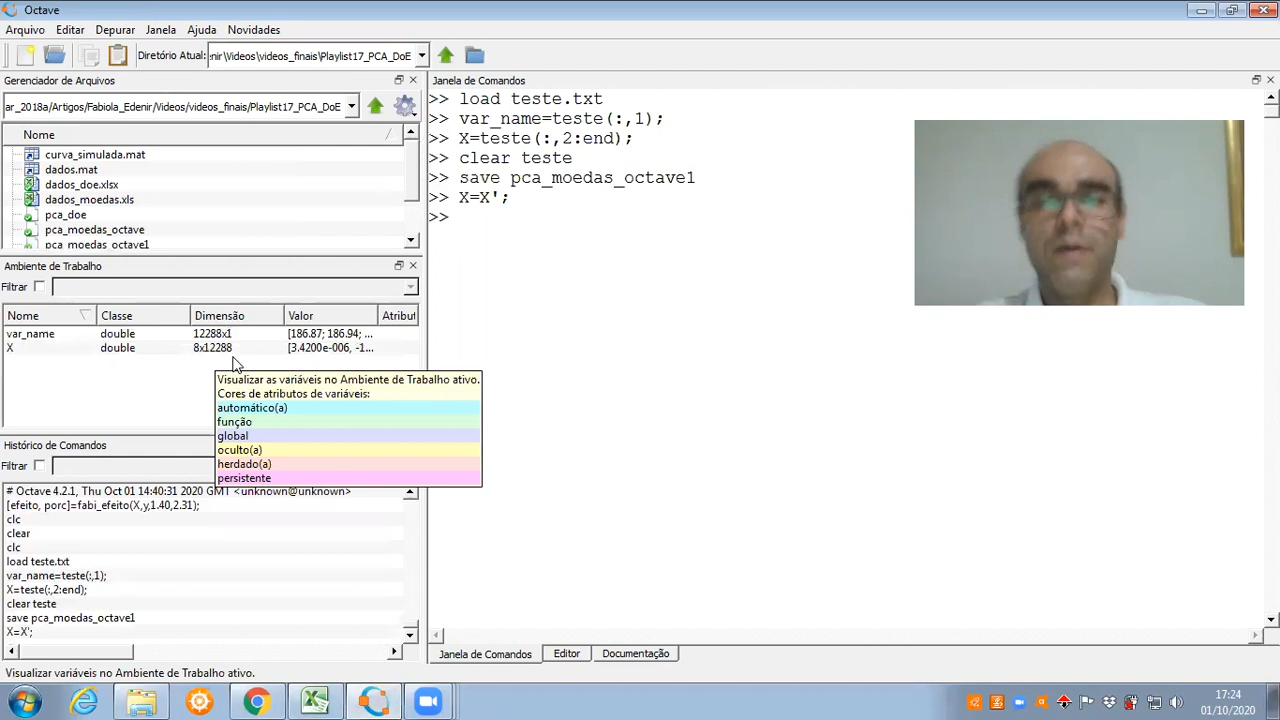 Octave
Arquivo Editar Depurar Janela Ajuda Novidades
Diretório Atual: :nir\Videos\videos_finais\Playlist17_PCA_DoE
Gerenciador de Arquivos
ar_2018a/Artigos/Fabiola_Edenir/Videos/videos_finais/Playlist17_PCA_DoE
Nome
curva_simulada.mat
dados.mat
dados_doe.xlsx
dados_moedas.xls
pca_doe
pca_moedas_octave
pca_moedas_octave1
Ambiente de Trabalho
Filtrar
Nome Classe Dimensão Valor Atribut
var_name double 12288x1 [186.87; 186.94; ...
X double 8x12288 [3.4200e-006, -1...
Visualizar as variáveis no Ambiente de Trabalho ativo.
Cores de atributos de variáveis:
automático(a)
função
global
oculto(a)
herdado(a)
persistente
Histórico de Comandos
Filtrar
# Octave 4.2.1, Thu Oct 01 14:40:31 2020 GMT <unknown@unknown>
[efeito, porc]=fabi_efeito(X,y,1.40,2.31);
clc
clear
clc
load teste.txt
var_name=teste(:,1);
X=teste(:,2:end);
clear teste
save pca_moedas_octave1
X=X';
Visualizar variáveis no Ambiente de Trabalho ativo.
Janela de Comandos
>> load teste.txt
>> var_name=teste(:,1);
>> X=teste(:,2:end);
>> clear teste
>> save pca_moedas_octave1
>> X=X';
>>
Janela de Comandos Editor Documentação
17:24
01/10/2020